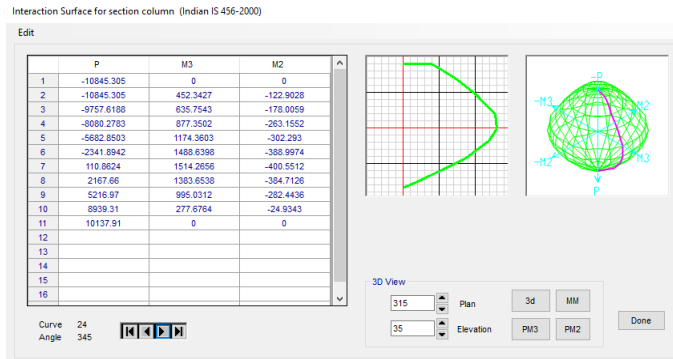 Interaction Surface for section column (Indian IS 456-2000)
Edit
P M3 M2
1 -10845.305 0 0
2 -10845.305 452.3427 -122.9028
3 -9757.6188 635.7543 -178.0059
4 -8080.2783 877.3502 -263.1552
5 -5682.8503 1174.3603 -302.293
6 -2341.8942 1488.6398 -388.9974
7 110.8624 1514.2656 -400.5512
8 2167.66 1383.6538 -384.7126
9 5216.97 995.0312 -282.4436
10 8939.31 277.6764 -24.9343
11 10137.91 0 0
12
13
14
15
16
-P
-M3 M2
-M2 M3
P
3D View
315 Plan 3d MM
35 Elevation PM3 PM2
Done
Curve 24
Angle 345